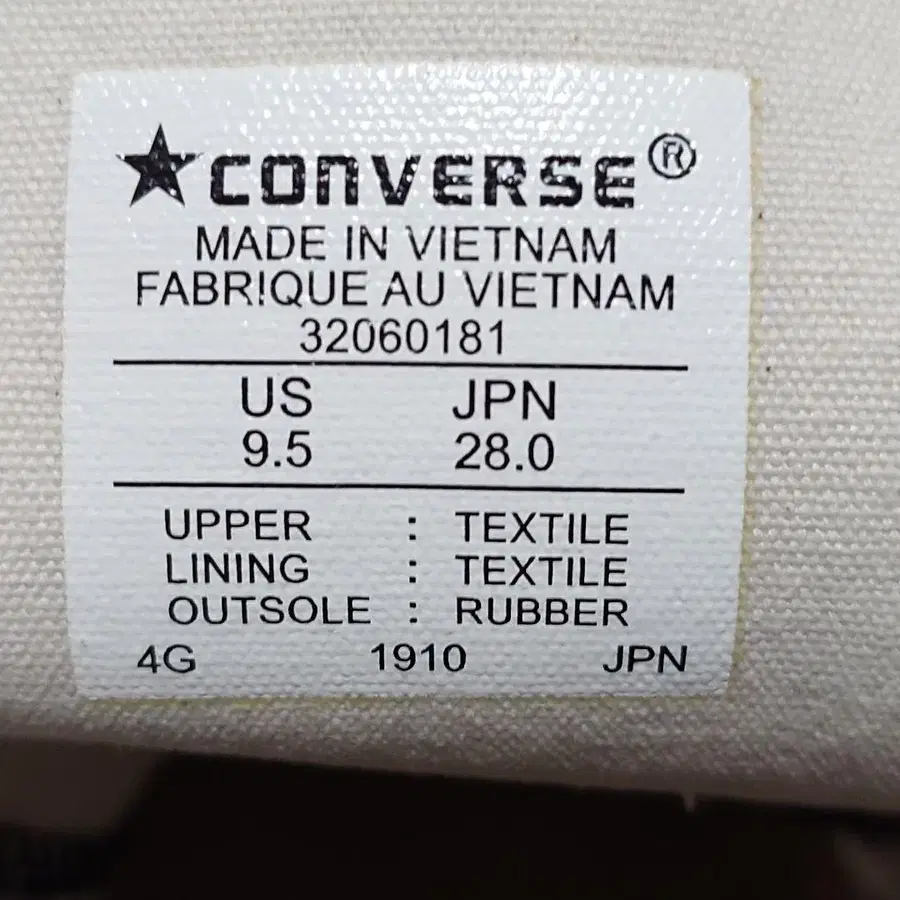 ★CONVERSE®
MADE IN VIETNAM
FABRIQUE AU VIETNAM
32060181
US JPN
9.5 28.0
UPPER : TEXTILE
LINING : TEXTILE
OUTSOLE : RUBBER
4G 1910 JPN